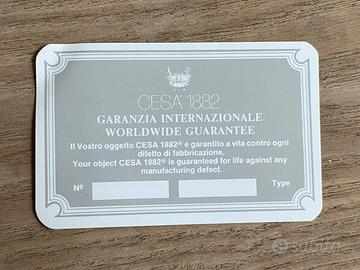 CESA 1882
GARANZIA INTERNAZIONALE
WORLDWIDE GUARANTEE
Il Vostro oggetto CESA 1882® è garantito a vita contro ogni
difetto di fabbricazione.
Your object CESA 1882® is guaranteed for life against any
manufacturing defect.
Nº Type
subito